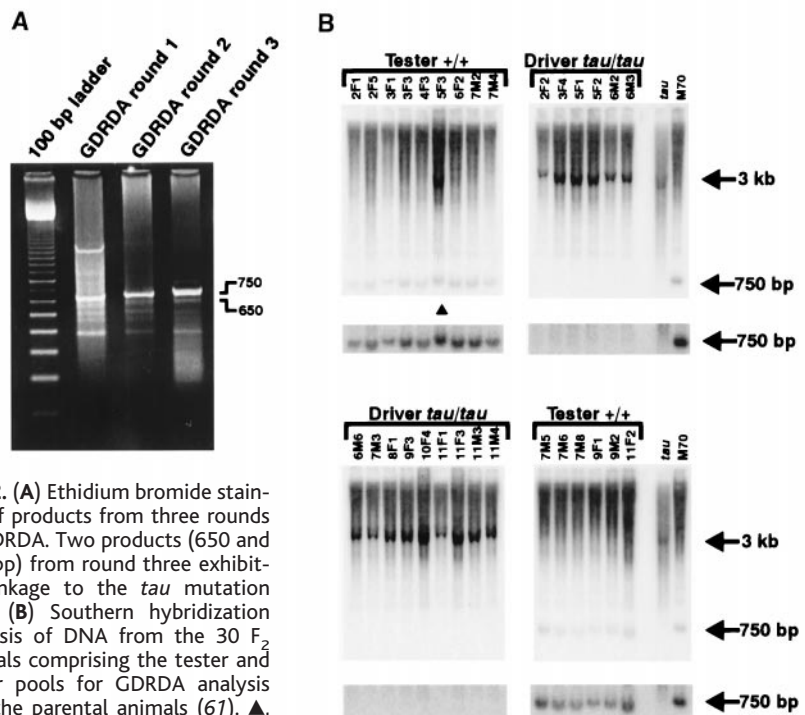 A
100 bp ladder
GDRDA round 1
GDRDA round 2
GDRDA round 3
750
650
B
Tester +/+
2F1 2F5 3F1 3F3 4F3 5F3 6F2 7M2 7M4
Driver tau/tau
2F2 3F4 5F1 5F2 6M2 6M3
tau M70
3 kb
750 bp
▲
750 bp
Driver tau/tau
6M6 7M3 8F1 9F3 10F4 11F1 11F3 11M3 11M4
Tester +/+
7M5 7M6 7M8 9F1 9M2 11F2
tau M70
3 kb
750 bp
750 bp
. (A) Ethidium bromide stain-
f products from three rounds
DRDA. Two products (650 and
bp) from round three exhibit-
nkage to the tau mutation
(B) Southern hybridization
sis of DNA from the 30 F2
als comprising the tester and
r pools for GDRDA analysis
he parental animals (61). ▲,